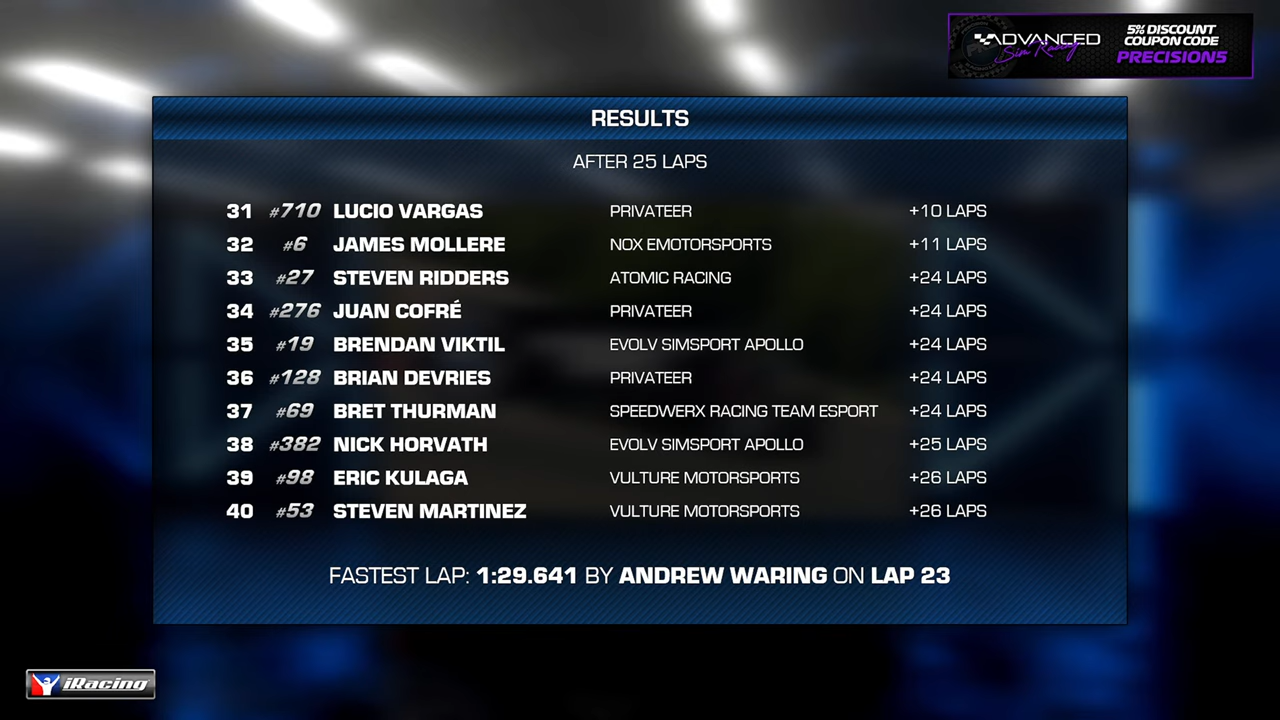 ADVANCED
Sim Racing
5% DISCOUNT
COUPON CODE
PRECISION5
RESULTS
AFTER 25 LAPS
31 #710 LUCIO VARGAS PRIVATEER +10 LAPS
32 #6 JAMES MOLLERE NOX EMOTORSPORTS +11 LAPS
33 #27 STEVEN RIDDERS ATOMIC RACING +24 LAPS
34 #276 JUAN COFRÉ PRIVATEER +24 LAPS
35 #19 BRENDAN VIKTIL EVOLV SIMSPORT APOLLO +24 LAPS
36 #128 BRIAN DEVRIES PRIVATEER +24 LAPS
37 #69 BRET THURMAN SPEEDWERX RACING TEAM ESPORT +24 LAPS
38 #382 NICK HORVATH EVOLV SIMSPORT APOLLO +25 LAPS
39 #98 ERIC KULAGA VULTURE MOTORSPORTS +26 LAPS
40 #53 STEVEN MARTINEZ VULTURE MOTORSPORTS +26 LAPS
FASTEST LAP: 1:29.641 BY ANDREW WARING ON LAP 23
iRacing